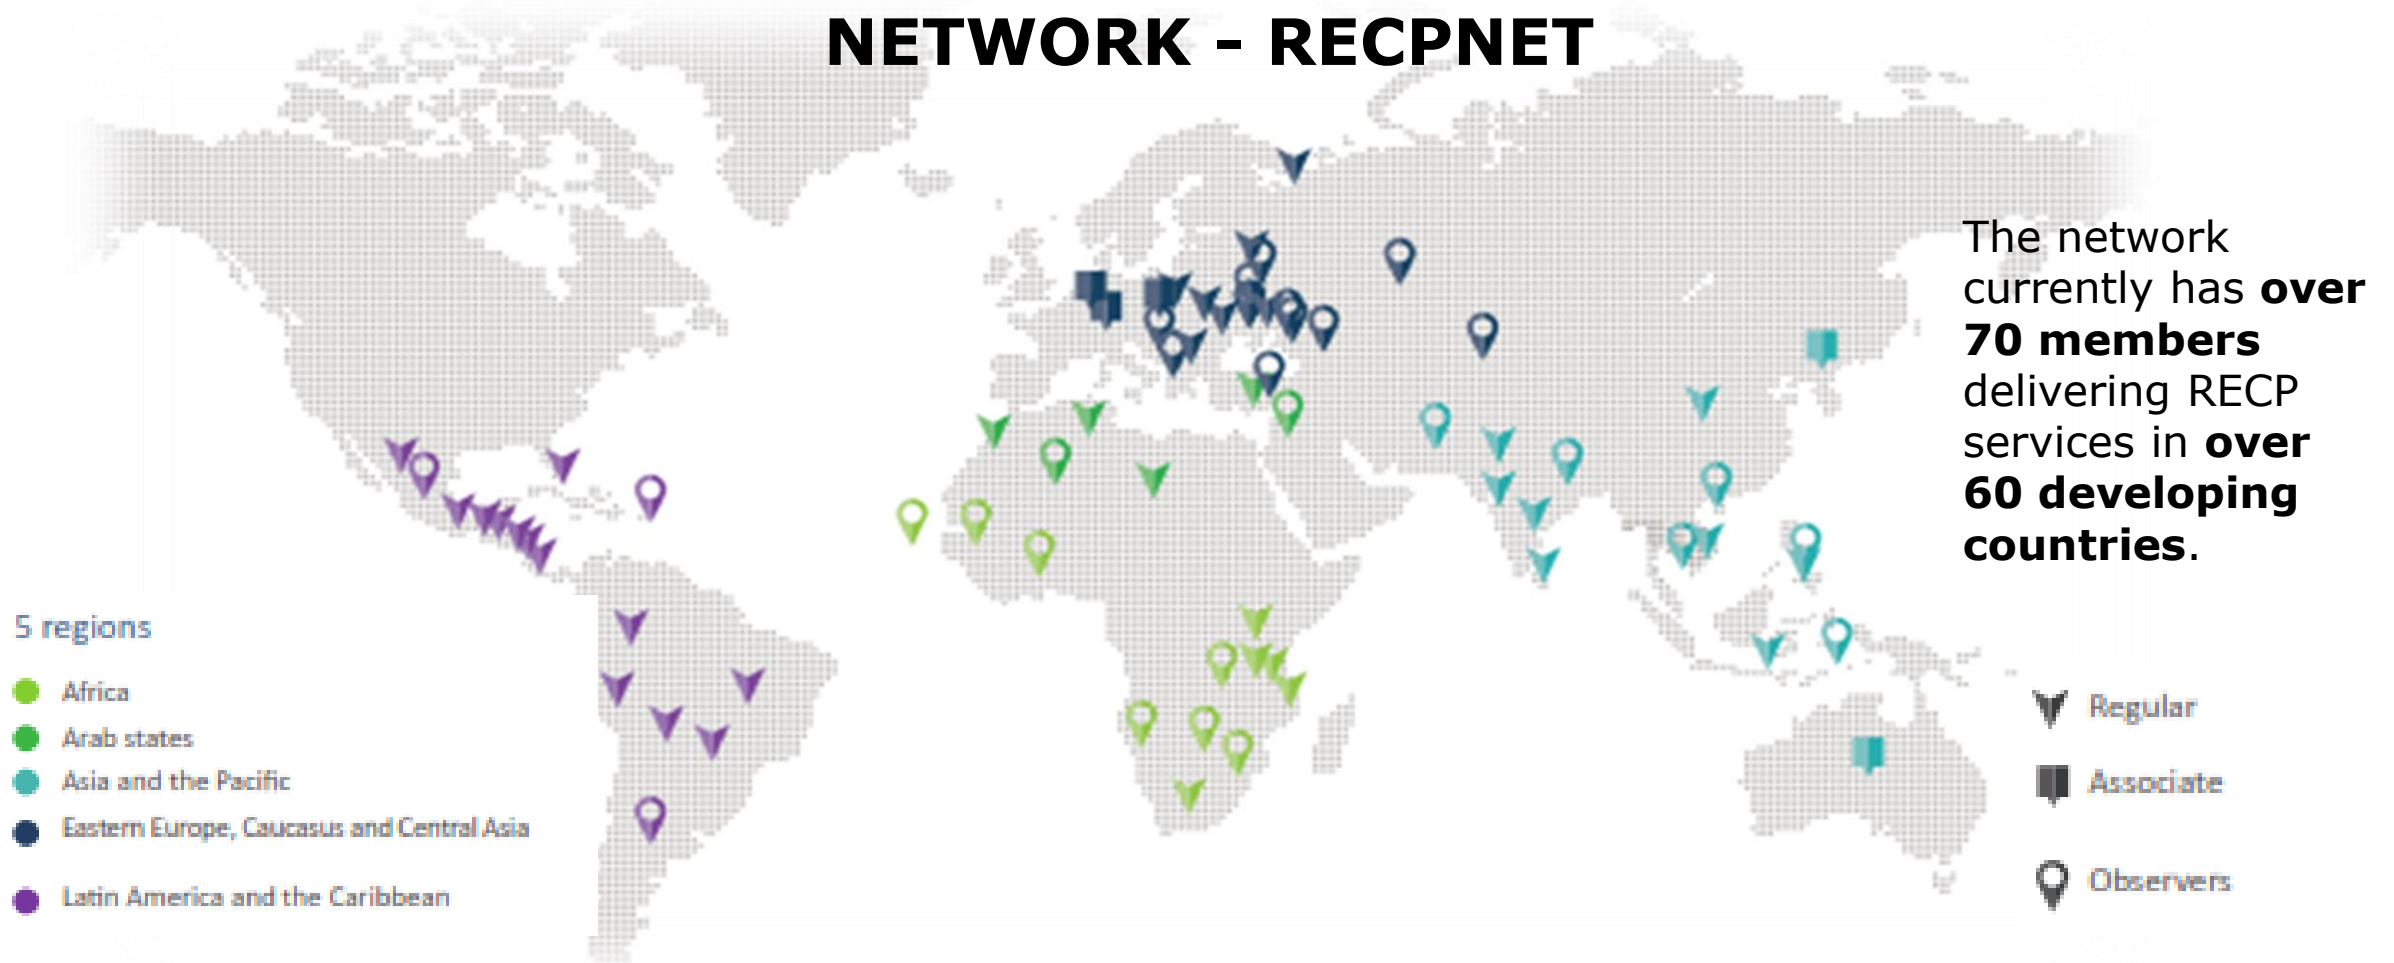 NETWORK - RECPNET
The network
currently has over
70 members
delivering RECP
services in over
60 developing
countries.
5 regions
Africa
Arab states
Asia and the Pacific
Eastern Europe, Caucasus and Central Asia
Latin America and the Caribbean
Regular
Associate
Observers